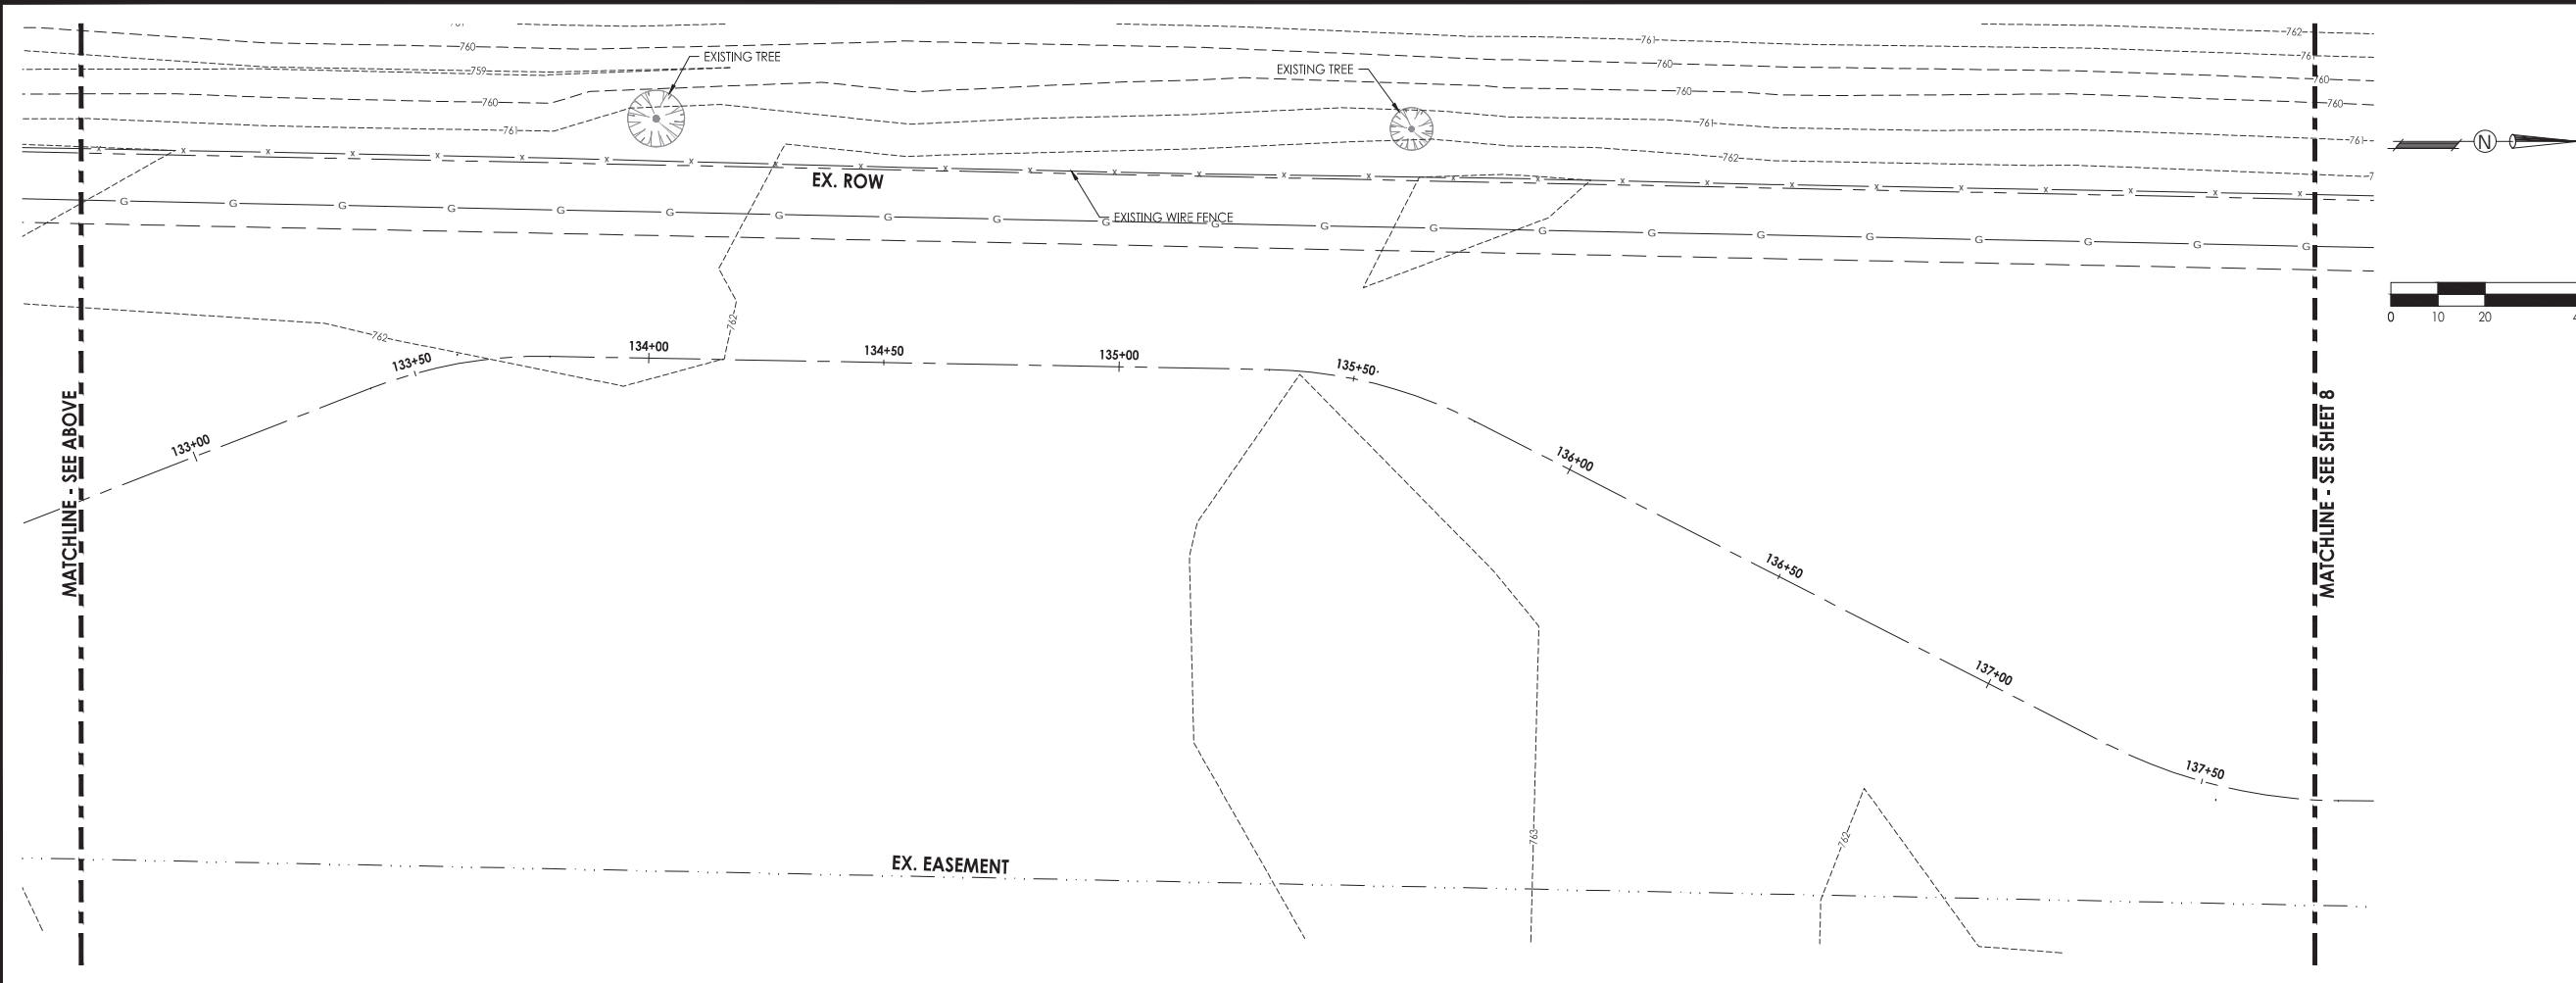 762
760
761
761
EXISTING TREE
760
759
EXISTING TREE
760
760
760
760
760
761
761
761
762
N
EX. ROW
G G G G G G G G G G G G G G G G G G G G G
EXISTING WIRE FENCE
0 10 20
762
762
134+00
134+50
135+00
133+50
135+50
133+00
136+00
MATCHLINE - SEE ABOVE
MATCHLINE - SEE SHEET 8
136+50
137+00
137+50
763
762
EX. EASEMENT